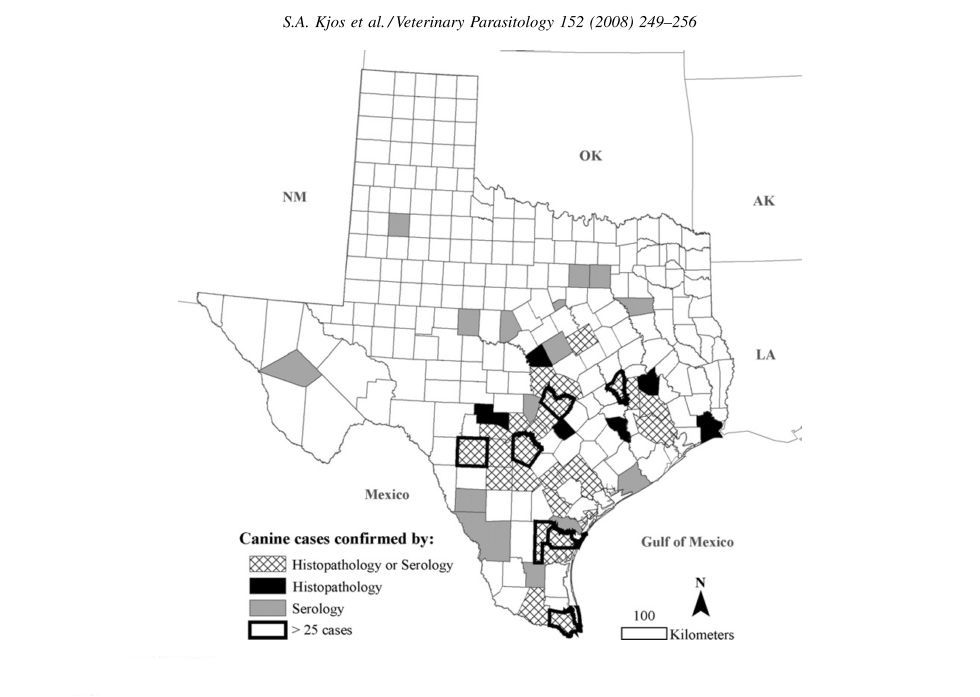 S.A. Kjos et al. / Veterinary Parasitology 152 (2008) 249–256
OK
NM
AK
LA
Mexico
Canine cases confirmed by:
Gulf of Mexico
Histopathology or Serology
Histopathology
N
Serology
100
> 25 cases
Kilometers